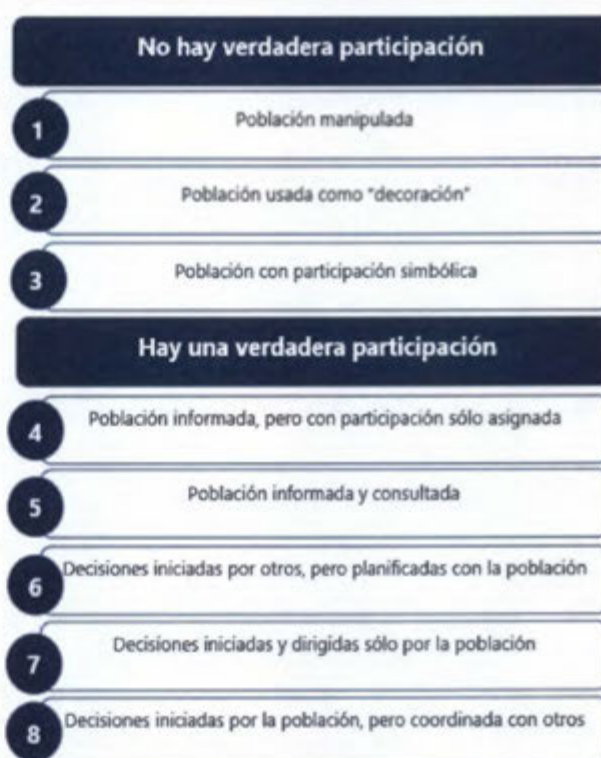 No hay verdadera participación
1
Población manipulada
2
Población usada como "decoración"
3
Población con participación simbólica
Hay una verdadera participación
4
Población informada, pero con participación sólo asignada
5
Población informada y consultada
6
Decisiones iniciadas por otros, pero planificadas con la población
7
Decisiones iniciadas y dirigidas sólo por la población
8
Decisiones iniciadas por la población, pero coordinada con otros